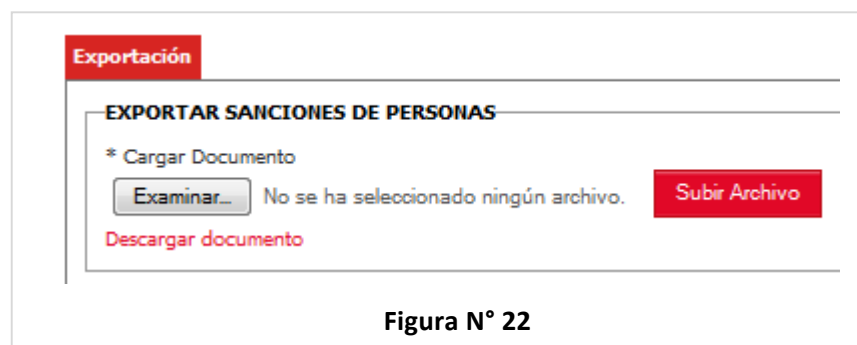 Exportación
EXPORTAR SANCIONES DE PERSONAS
* Cargar Documento
Examinar... No se ha seleccionado ningún archivo. Subir Archivo
Descargar documento
Figura N° 22